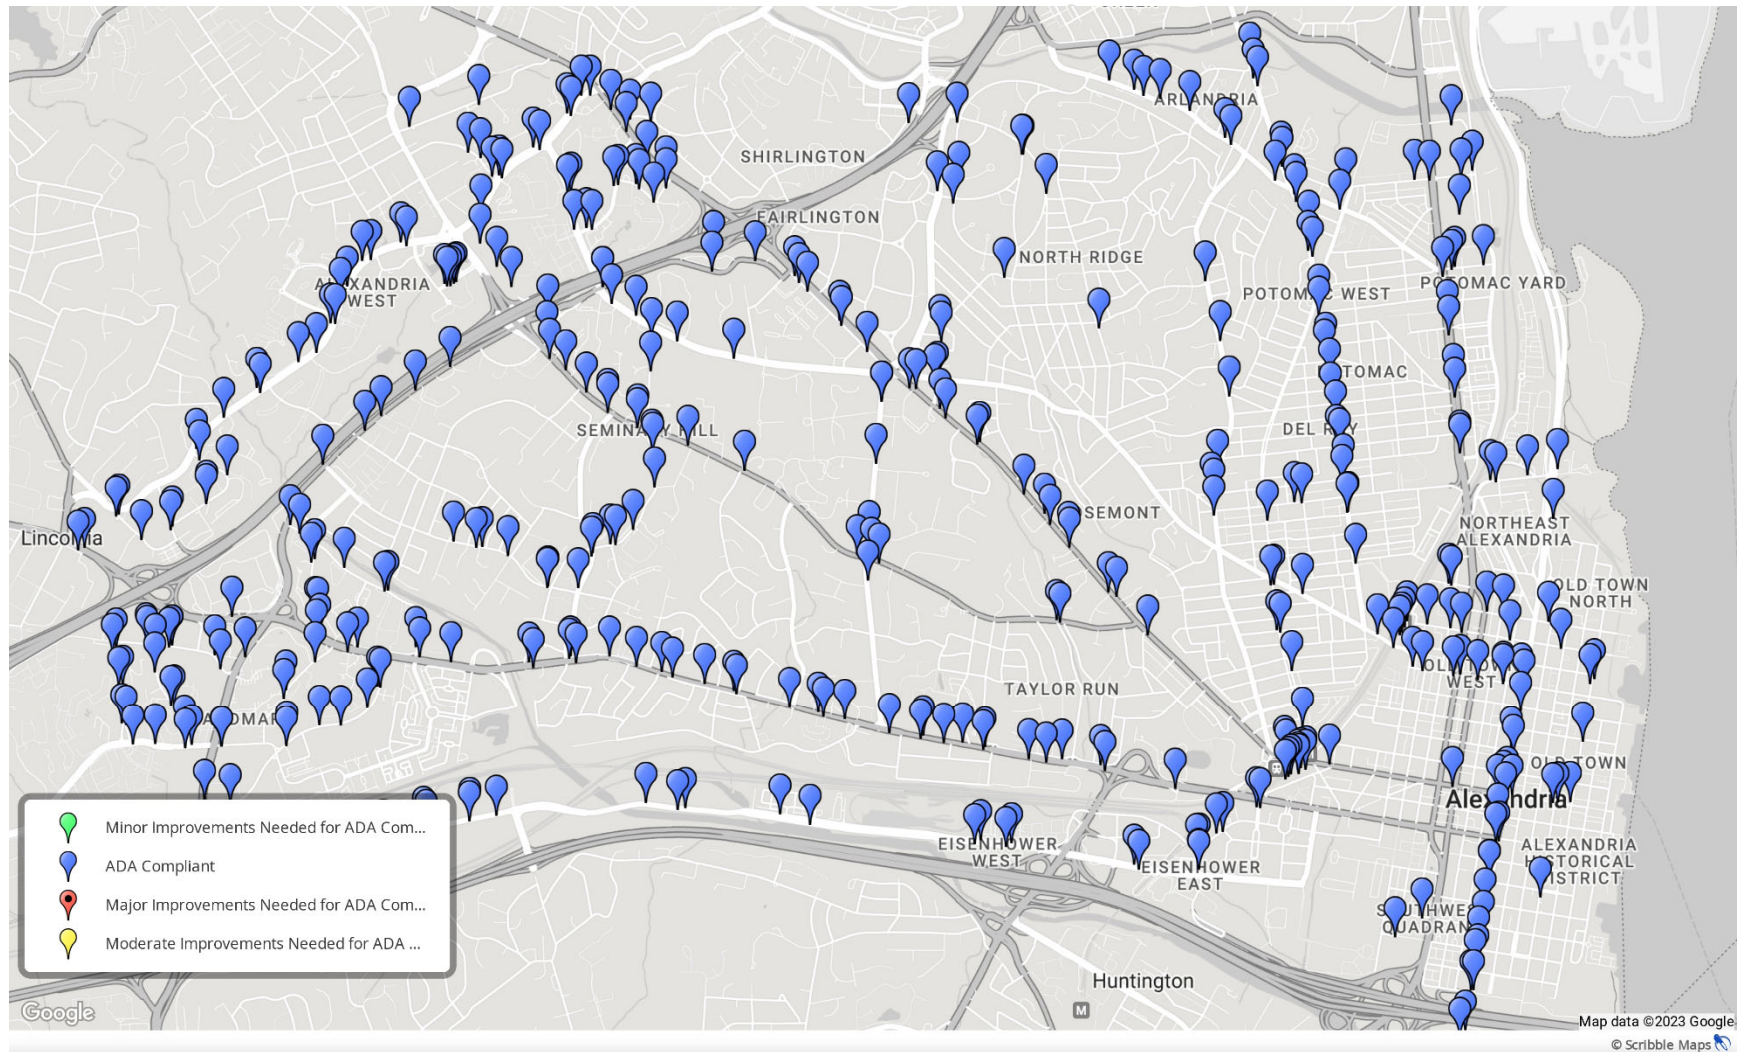 ARLANDRIA
SHIRLINGTON
FAIRLINGTON
NORTH RIDGE
ALEXANDRIA
WEST
POTOMAC WEST
POTOMAC YARD
TOMAC
DEL RAY
SEMINARY HILL
SEMONT
NORTHEAST
ALEXANDRIA
Lincolnia
OLD TOWN
NORTH
OLD TOWN
WEST
TAYLOR RUN
OLD TOWN
Alexandria
EISENHOWER
WEST
EISENHOWER
EAST
ALEXANDRIA
HISTORICAL
DISTRICT
SOUTHWEST
QUADRANT
Huntington
M
Minor Improvements Needed for ADA Com...
ADA Compliant
Major Improvements Needed for ADA Com...
Moderate Improvements Needed for ADA ...
Google
Map data ©2023 Google
© Scribble Maps